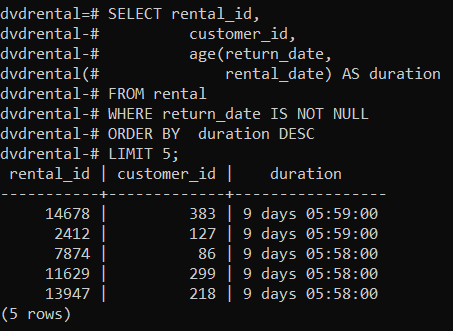 dvdrental=# SELECT rental_id,
dvdrental-#        customer_id,
dvdrental-#        age(return_date,
dvdrental(#            rental_date) AS duration
dvdrental-# FROM rental
dvdrental-# WHERE return_date IS NOT NULL
dvdrental-# ORDER BY  duration DESC
dvdrental-# LIMIT 5;
 rental_id | customer_id |    duration
-----------+-------------+-----------------
     14678 |         383 | 9 days 05:59:00
      2412 |         127 | 9 days 05:59:00
      7874 |          86 | 9 days 05:58:00
     11629 |         299 | 9 days 05:58:00
     13947 |         218 | 9 days 05:58:00
(5 rows)